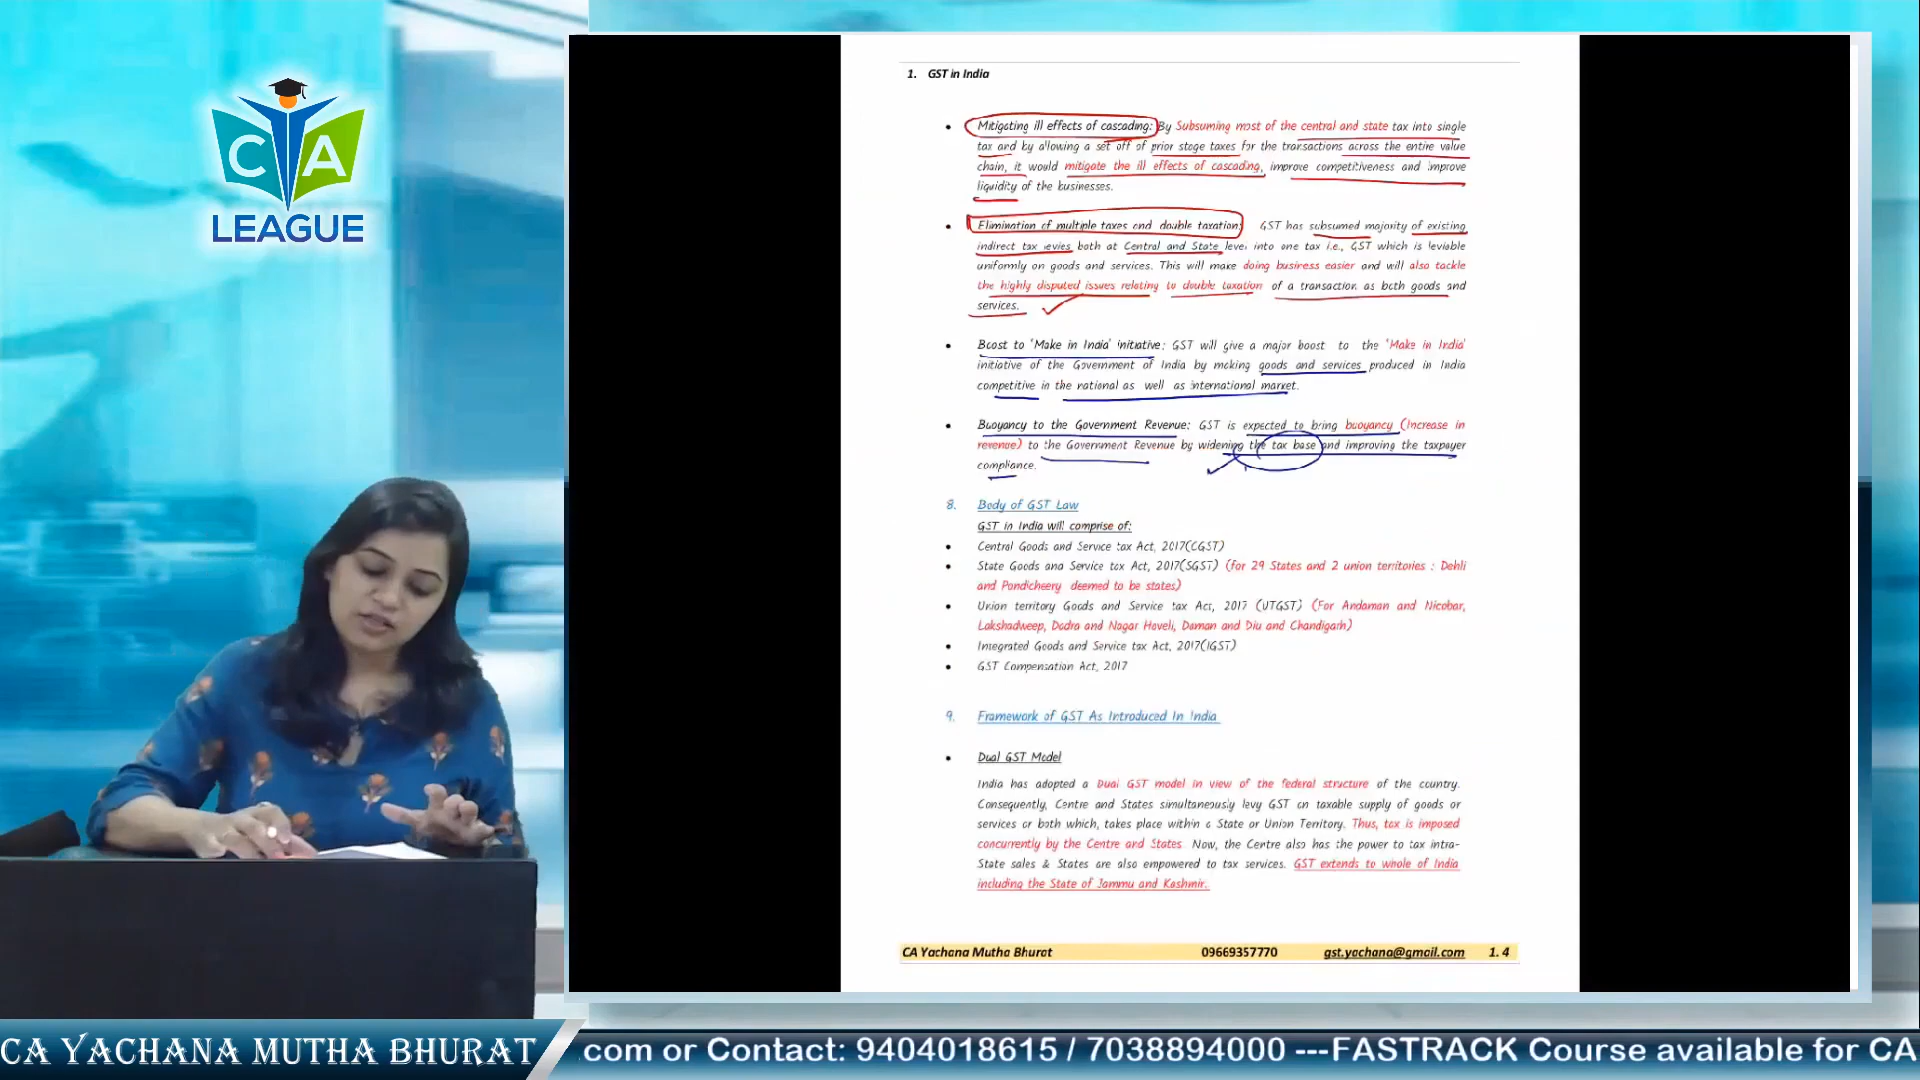 CA
LEAGUE
1. GST in India
• Mitigating ill effects of cascading: By Subsuming most of the central and state tax into single
tax and by allowing a set off of prior stage taxes for the transactions across the entire value
chain, it would mitigate the ill effects of cascading, improve competitiveness and improve
liquidity of the businesses.
• Elimination of multiple taxes and double taxation: GST has subsumed majority of existing
indirect tax levies both at Central and State level into one tax i.e., GST which is leviable
uniformly on goods and services. This will make doing business easier and will also tackle
the highly disputed issues relating to double taxation of a transaction as both goods and
services.
• Boost to 'Make in India' initiative: GST will give a major boost to the 'Make in India'
initiative of the Government of India by making goods and services produced in India
competitive in the national as well as international market.
• Buoyancy to the Government Revenue: GST is expected to bring buoyancy (Increase in
revenue) to the Government Revenue by widening the tax base and improving the taxpayer
compliance.
8. Body of GST Law
GST in India will comprise of:
• Central Goods and Service tax Act, 2017(CGST)
• State Goods and Service tax Act, 2017(SGST) (for 29 States and 2 union territories : Dehli
and Pondicheery deemed to be states)
• Union territory Goods and Service tax Act, 2017 (UTGST) (For Andaman and Nicobar,
Lakshadweep, Dadra and Nagar Haveli, Daman and Diu and Chandigarh)
• Integrated Goods and Service tax Act, 2017(IGST)
• GST Compensation Act, 2017
9. Framework of GST As Introduced In India
• Dual GST Model
India has adopted a Dual GST model in view of the federal structure of the country.
Consequently, Centre and States simultaneously levy GST on taxable supply of goods or
services or both which, takes place within a State or Union Territory. Thus, tax is imposed
concurrently by the Centre and States. Now, the Centre also has the power to tax intra-
State sales & States are also empowered to tax services. GST extends to whole of India
including the State of Jammu and Kashmir.
CA Yachana Mutha Bhurat 09669357770 gst.yachana@gmail.com 1. 4
CA YACHANA MUTHA BHURAT
.com or Contact: 9404018615 / 7038894000 ---FASTRACK Course available for CA